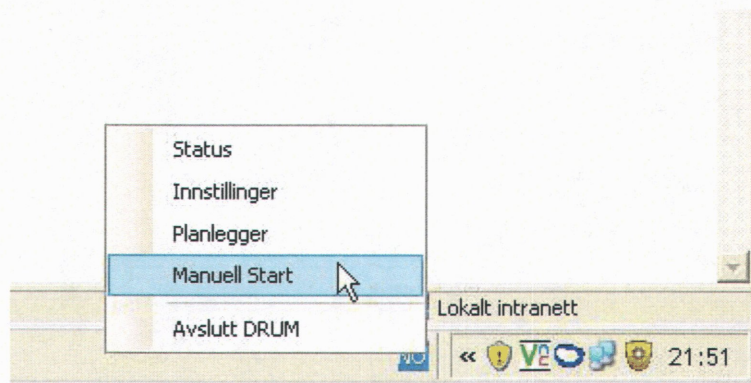 Status
Innstillinger
Planlegger
Manuell Start
Lokalt intranett
Avslutt DRUM
NO
« 21:51